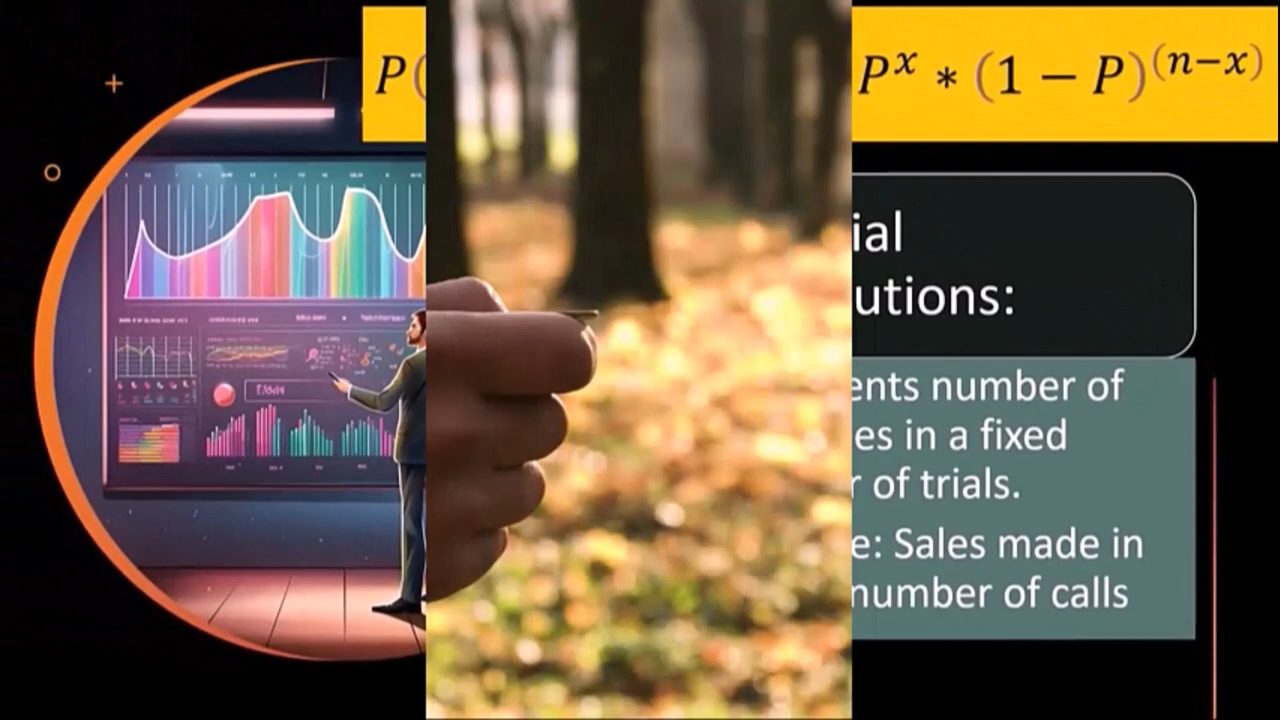 P(
P^x * (1 − P)^(n−x)
ial
utions:
ents number of
es in a fixed
r of trials.
e: Sales made in
number of calls